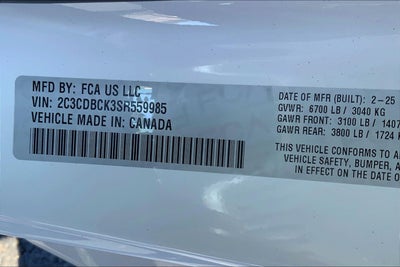 MFD BY: FCA US LLC
VIN: 2C3CDBCK3SR559985
VEHICLE MADE IN: CANADA
DATE OF MFR (BUILT): 2-25
GVWR: 6700 LB / 3040 KG
GAWR FRONT: 3100 LB / 1407
GAWR REAR: 3800 LB / 1724
THIS VEHICLE CONFORMS TO A
VEHICLE SAFETY, BUMPER, A
IN EFFECT ON THE DATE O